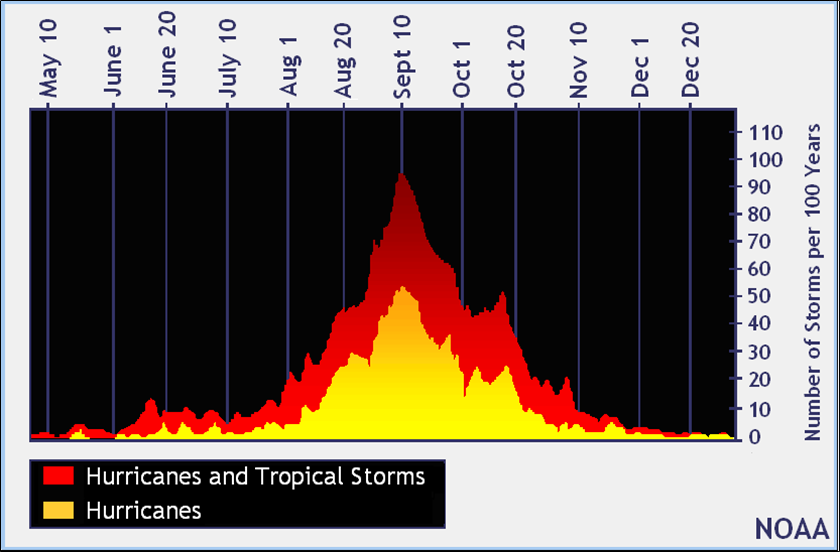 May 10
June 1
June 20
July 10
Aug 1
Aug 20
Sept 10
Oct 1
Oct 20
Nov 10
Dec 1
Dec 20
110
100
90
80
70
60
50
40
30
20
10
0
Number of Storms per 100 Years
Hurricanes and Tropical Storms
Hurricanes
NOAA